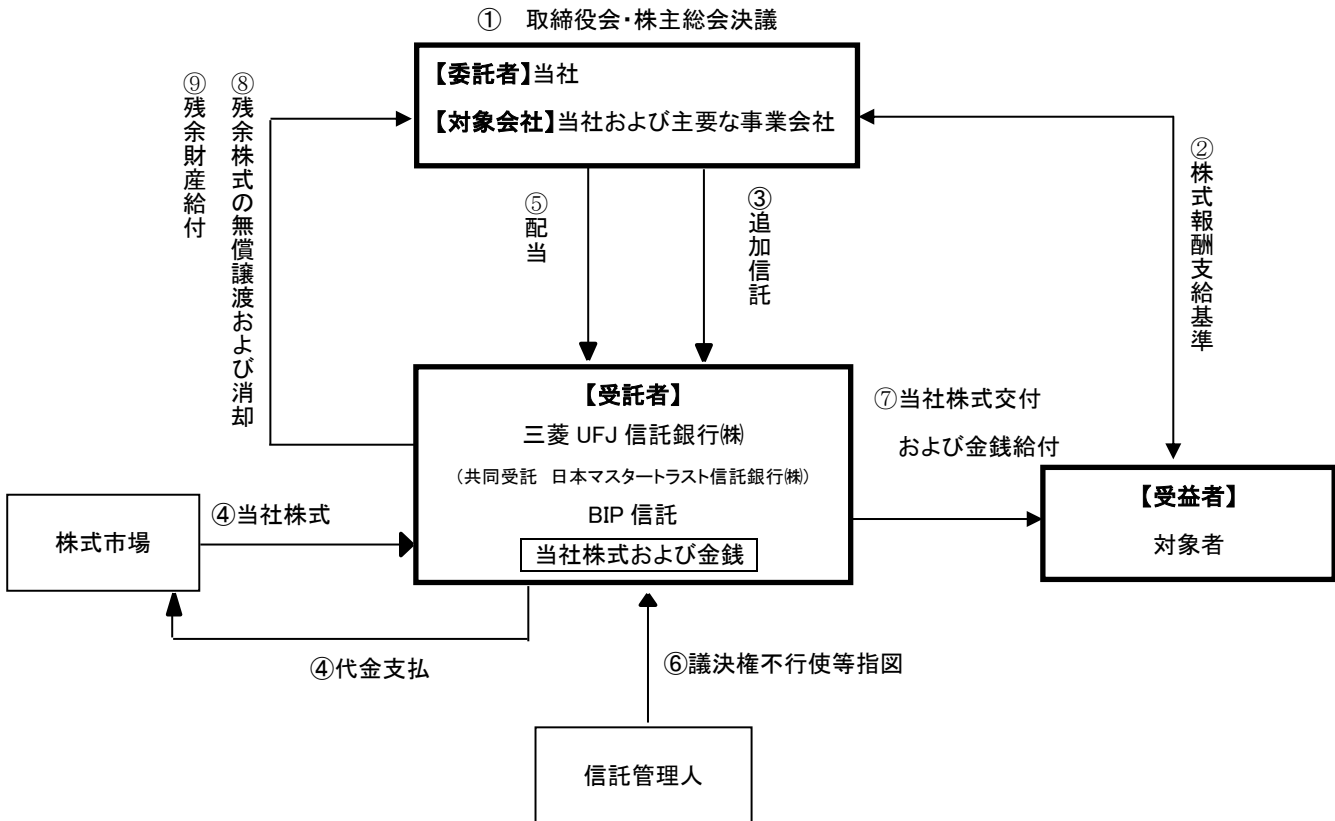 ① 取締役会・株主総会決議
【委託者】当社
【対象会社】当社および主要な事業会社
⑨残余財産給付
⑧残余株式の無償譲渡および消却
⑤配当
③追加信託
②株式報酬支給基準
【受託者】
三菱 UFJ 信託銀行㈱
(共同受託 日本マスタートラスト信託銀行㈱)
BIP 信託
当社株式および金銭
⑦当社株式交付
および金銭給付
【受益者】
対象者
株式市場
④当社株式
④代金支払
⑥議決権不行使等指図
信託管理人